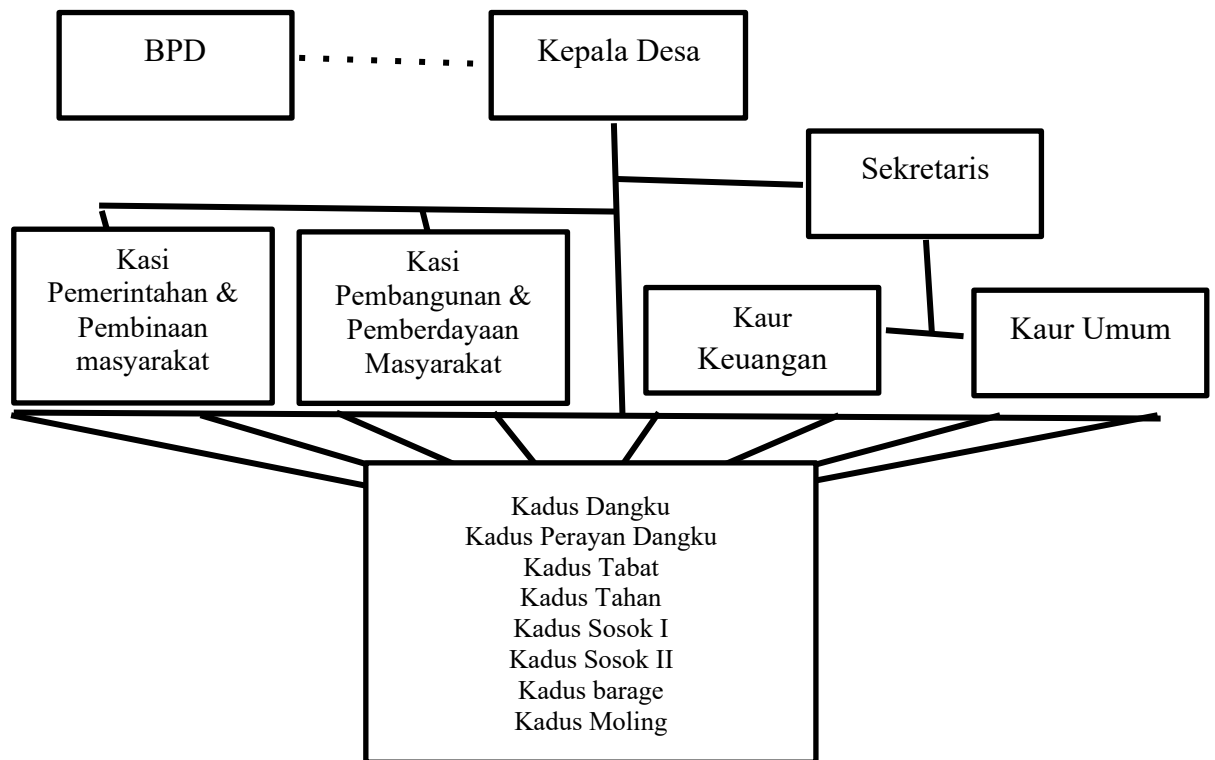 BPD
Kepala Desa
Sekretaris
Kasi
Pemerintahan &
Pembinaan
masyarakat
Kasi
Pembangunan &
Pemberdayaan
Masyarakat
Kaur
Keuangan
Kaur Umum
Kadus Dangku
Kadus Perayan Dangku
Kadus Tabat
Kadus Tahan
Kadus Sosok I
Kadus Sosok II
Kadus barage
Kadus Moling